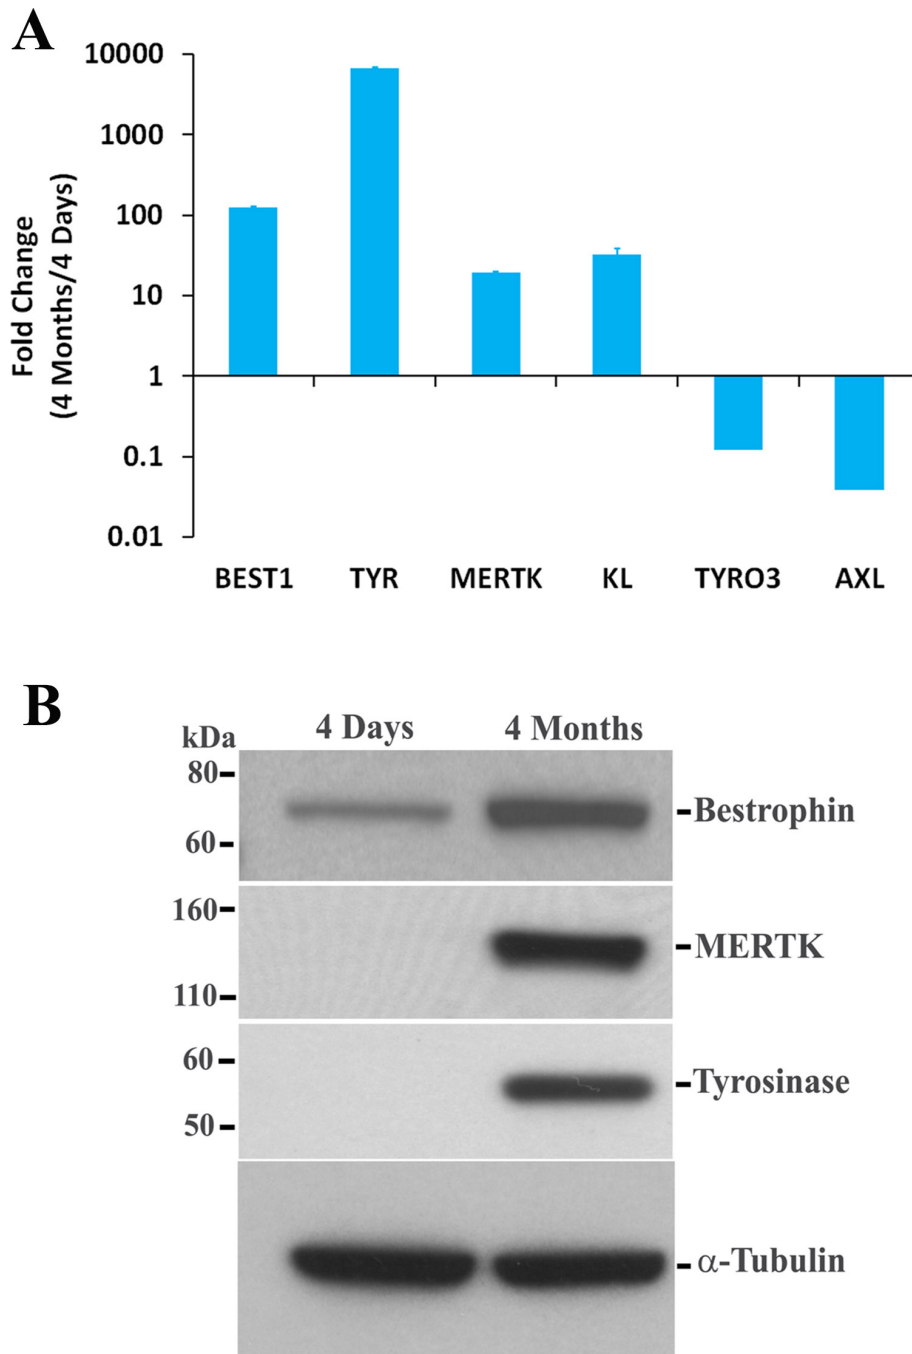 A
Fold Change
(4 Months/4 Days)
10000
1000
100
10
1
0.1
0.01
BEST1 TYR MERTK KL TYRO3 AXL
B
kDa 4 Days 4 Months
80
Bestrophin
60
160
MERTK
110
60
Tyrosinase
50
α-Tubulin